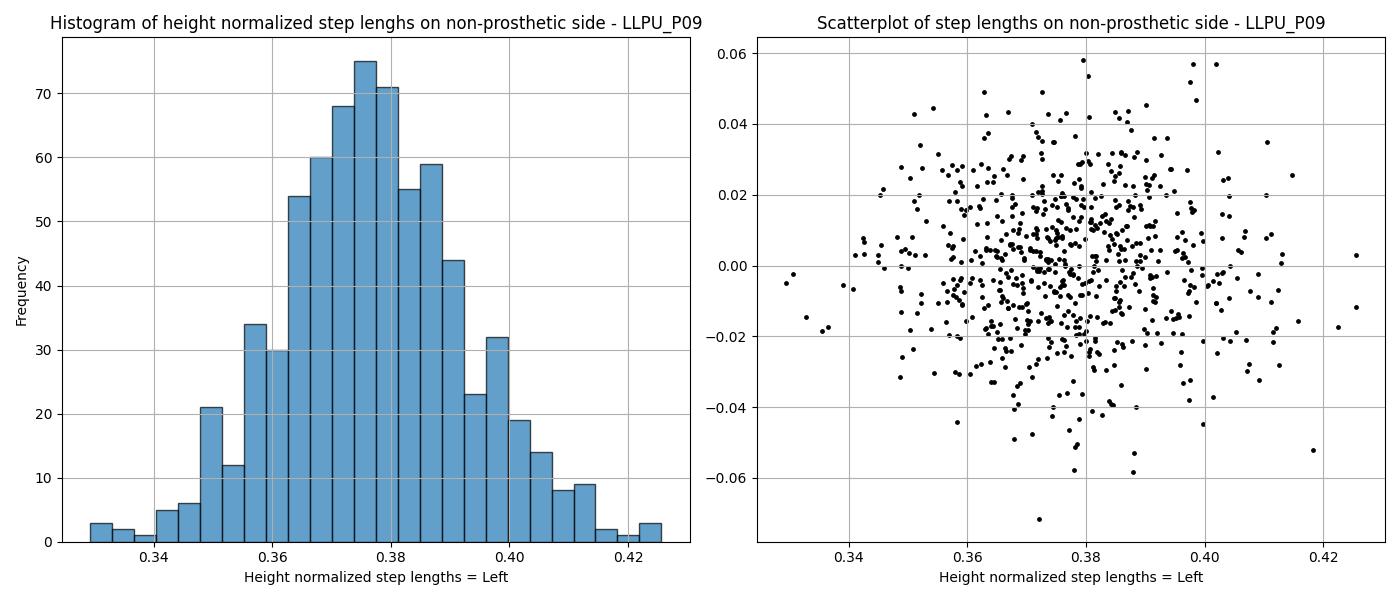 Histogram of height normalized step lenghs on non-prosthetic side - LLPU_P09
Frequency
70
60
50
40
30
20
10
0
0.34 0.36 0.38 0.40 0.42
Height normalized step lengths = Left
Scatterplot of step lengths on non-prosthetic side - LLPU_P09
0.06
0.04
0.02
0.00
−0.02
−0.04
−0.06
0.34 0.36 0.38 0.40 0.42
Height normalized step lengths = Left